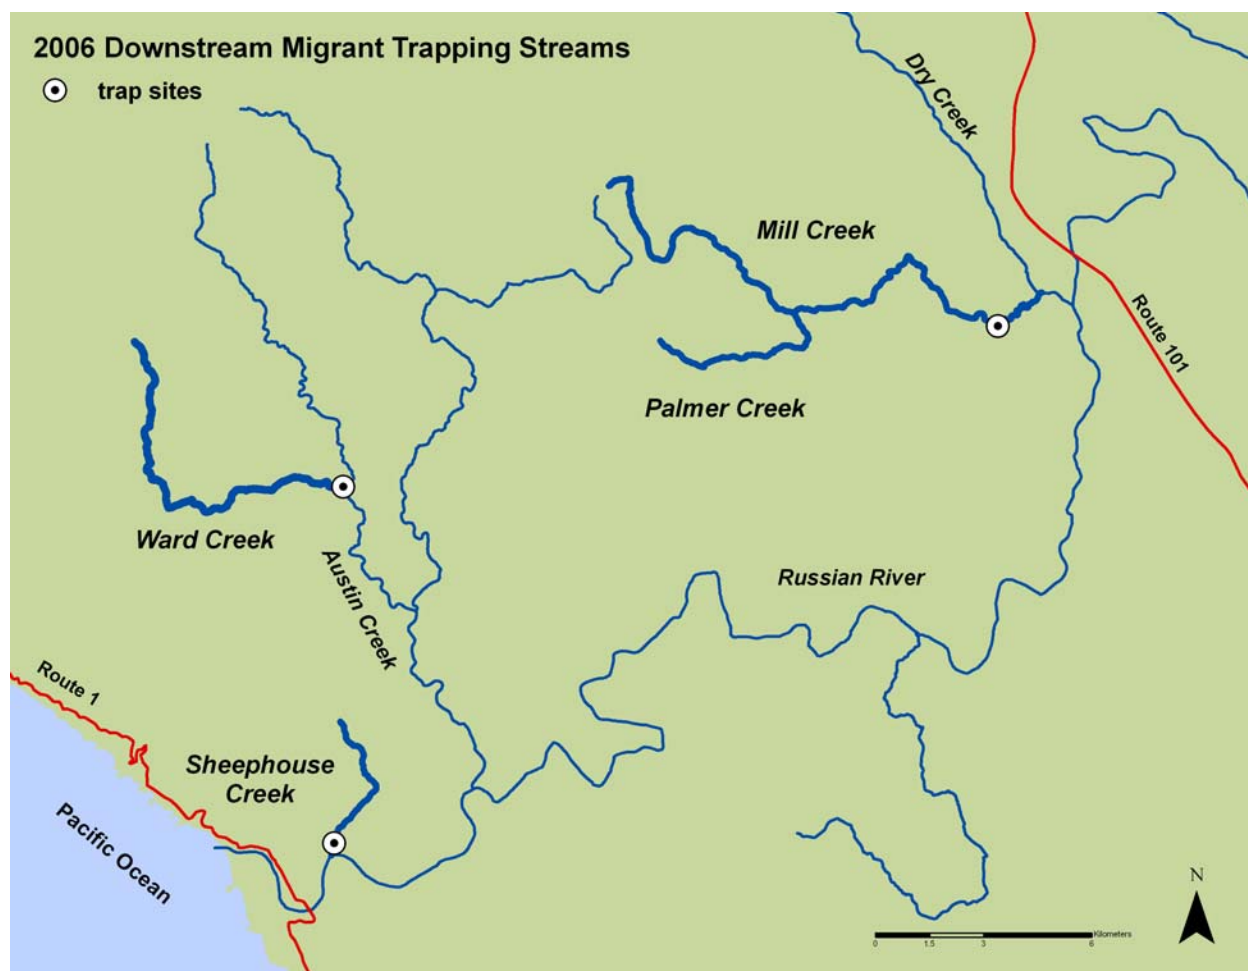 2006 Downstream Migrant Trapping Streams
trap sites
Dry Creek
Mill Creek
Route 101
Palmer Creek
Ward Creek
Austin Creek
Russian River
Route 1
Sheephouse
Creek
Pacific Ocean
N
Kilometers
0 1.5 3 6